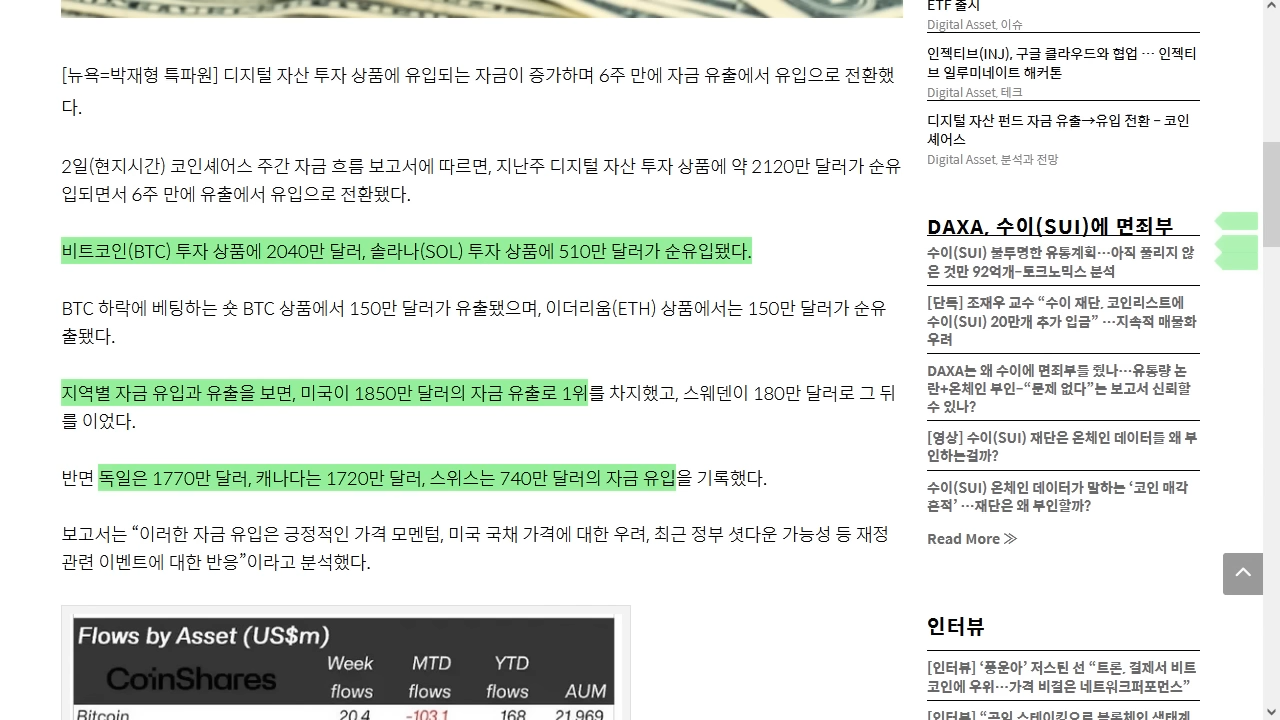 [뉴욕=박재형 특파원] 디지털 자산 투자 상품에 유입되는 자금이 증가하며 6주 만에 자금 유출에서 유입으로 전환했
다.
2일(현지시간) 코인셰어스 주간 자금 흐름 보고서에 따르면, 지난주 디지털 자산 투자 상품에 약 2120만 달러가 순유
입되면서 6주 만에 유출에서 유입으로 전환됐다.
비트코인(BTC) 투자 상품에 2040만 달러, 솔라나(SOL) 투자 상품에 510만 달러가 순유입됐다.
BTC 하락에 베팅하는 숏 BTC 상품에서 150만 달러가 유출됐으며, 이더리움(ETH) 상품에서는 150만 달러가 순유
출됐다.
지역별 자금 유입과 유출을 보면, 미국이 1850만 달러의 자금 유출로 1위를 차지했고, 스웨덴이 180만 달러로 그 뒤
를 이었다.
반면 독일은 1770만 달러, 캐나다는 1720만 달러, 스위스는 740만 달러의 자금 유입을 기록했다.
보고서는 “이러한 자금 유입은 긍정적인 가격 모멘텀, 미국 국채 가격에 대한 우려, 최근 정부 셧다운 가능성 등 재정
관련 이벤트에 대한 반응”이라고 분석했다.
Flows by Asset (US$m)
CoinShares
Week MTD YTD
flows flows flows AUM
Bitcoin 20.4 -103.1 168 21,969
ETF 출시
Digital Asset, 이슈
인젝티브(INJ), 구글 클라우드와 협업 … 인젝티
브 일루미네이트 해커톤
Digital Asset, 테크
디지털 자산 펀드 자금 유출→유입 전환 – 코인
셰어스
Digital Asset, 분석과 전망
DAXA, 수이(SUI)에 면죄부
수이(SUI) 불투명한 유통계획…아직 풀리지 않
은 것만 92억개–토크노믹스 분석
[단독] 조재우 교수 “수이 재단, 코인리스트에
수이(SUI) 20만개 추가 입금” …지속적 매물화
우려
DAXA는 왜 수이에 면죄부를 줬나…유통량 논
란+온체인 부인–“문제 없다”는 보고서 신뢰할
수 있나?
[영상] 수이(SUI) 재단은 온체인 데이터를 왜 부
인하는걸까?
수이(SUI) 온체인 데이터가 말하는 ‘코인 매각
흔적’ …재단은 왜 부인할까?
Read More ≫
인터뷰
[인터뷰] ‘풍운아’ 저스틴 선 “트론, 결제서 비트
코인에 우위…가격 비결은 네트워크퍼포먼스”
[인터뷰] “공익 스테이킹으로 블록체인 생태계